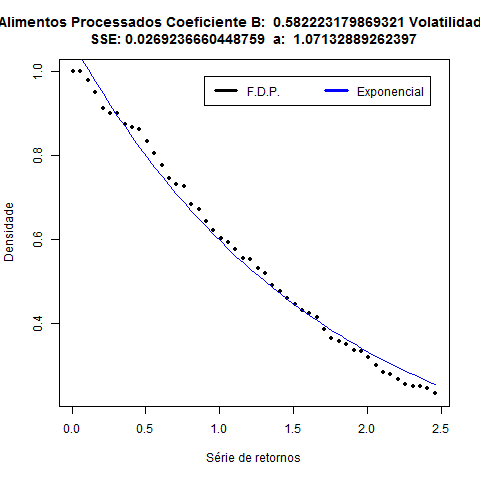 Alimentos Processados Coeficiente B:  0.582223179869321 Volatilidad
SSE: 0.0269236660448759  a:  1.07132889262397
F.D.P.
Exponencial
Densidade
1.0
0.8
0.6
0.4
0.0
0.5
1.0
1.5
2.0
2.5
Série de retornos